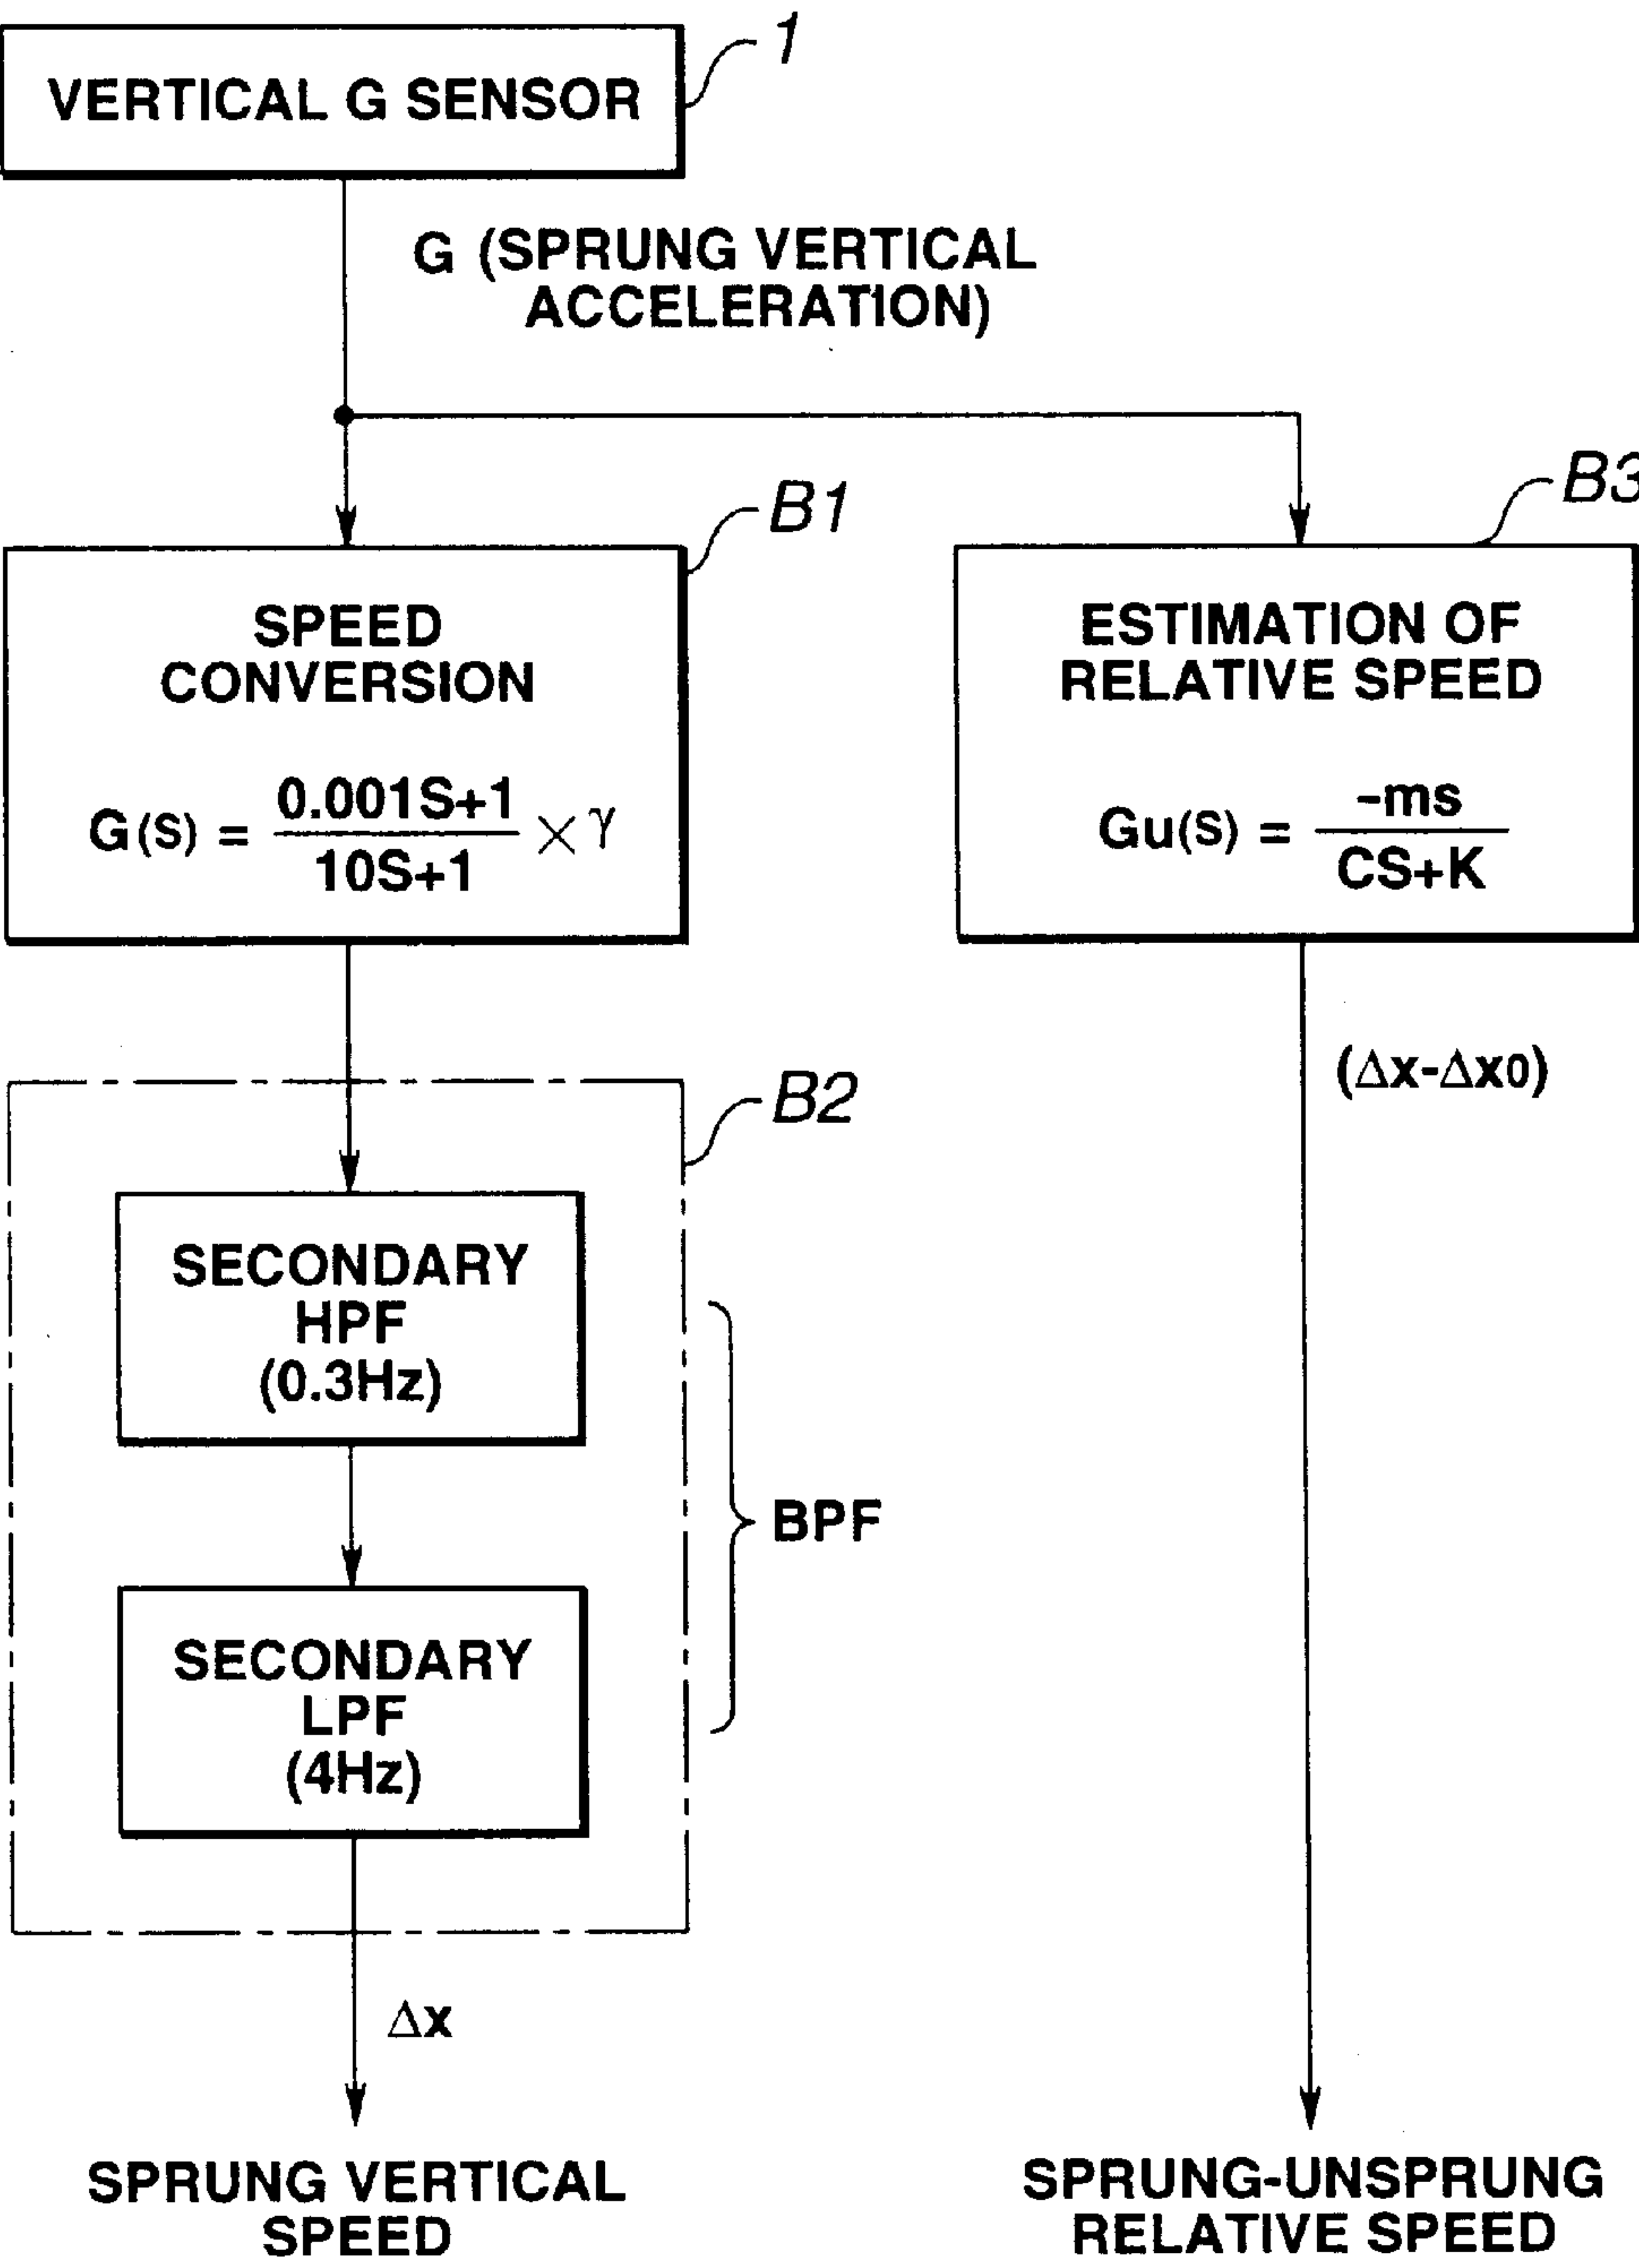 1
VERTICAL G SENSOR
G (SPRUNG VERTICAL
ACCELERATION)
B1
SPEED
CONVERSION
G(S) = 0.001S+1 / 10S+1 × γ
B3
ESTIMATION OF
RELATIVE SPEED
Gu(S) = -ms / CS+K
(Δx-Δx0)
B2
SECONDARY
HPF
(0.3Hz)
BPF
SECONDARY
LPF
(4Hz)
Δx
SPRUNG VERTICAL
SPEED
SPRUNG-UNSPRUNG
RELATIVE SPEED